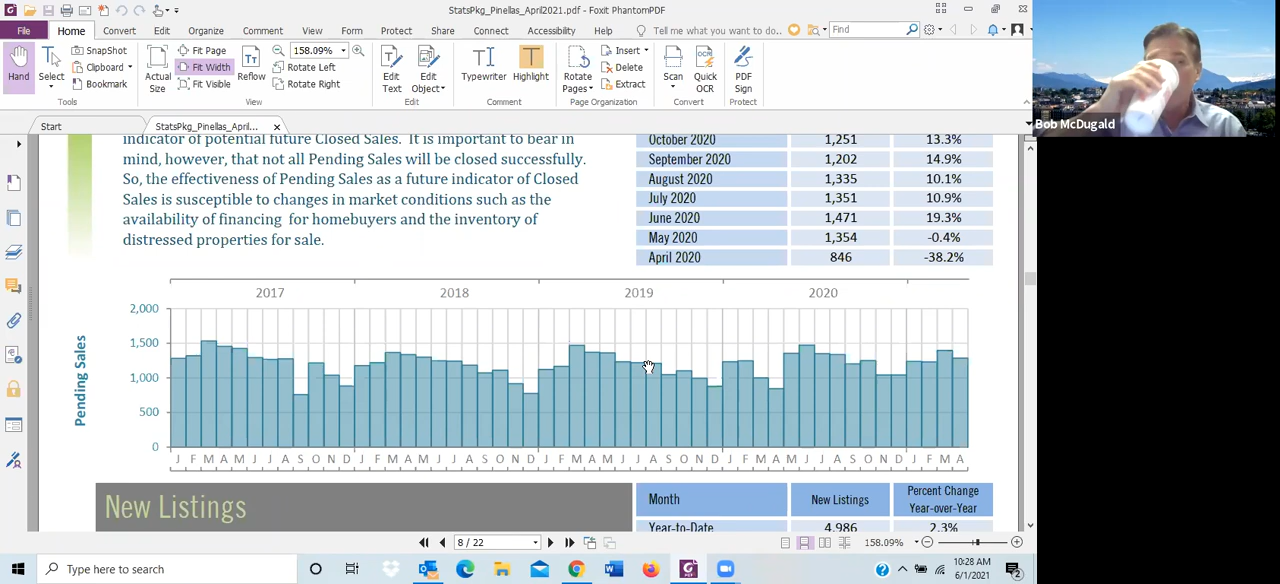 StatsPkg_Pinellas_April2021.pdf - Foxit PhantomPDF
File Home Convert Edit Organize Comment View Form Protect Share Connect Accessibility Help Tell me what you want to do.. Find
Hand
Select
SnapShot
Clipboard
Bookmark
Tools
Actual Size
Fit Page
Fit Width
Fit Visible
Reflow
158.09%
Rotate Left
Rotate Right
View
Edit Text
Edit Object
Edit
Typewriter
Highlight
Comment
Rotate Pages
Insert
Delete
Extract
Page Organization
Scan
Quick OCR
Convert
PDF Sign
Protect
Bob McDugald
Start
StatsPkg_Pinellas_April...
indicator of potential future Closed Sales. It is important to bear in
mind, however, that not all Pending Sales will be closed successfully.
So, the effectiveness of Pending Sales as a future indicator of Closed
Sales is susceptible to changes in market conditions such as the
availability of financing for homebuyers and the inventory of
distressed properties for sale.
October 2020 1,251 13.3%
September 2020 1,202 14.9%
August 2020 1,335 10.1%
July 2020 1,351 10.9%
June 2020 1,471 19.3%
May 2020 1,354 -0.4%
April 2020 846 -38.2%
2017 2018 2019 2020
Pending Sales
2,000
1,500
1,000
500
0
J F M A M J J A S O N D J F M A M J J A S O N D J F M A M J J A S O N D J F M A M J J A S O N D J F M A
New Listings
Month New Listings Percent Change Year-over-Year
Year-to-Date 4,986 2.3%
8 / 22
158.09%
Type here to search
10:28 AM
6/1/2021
2